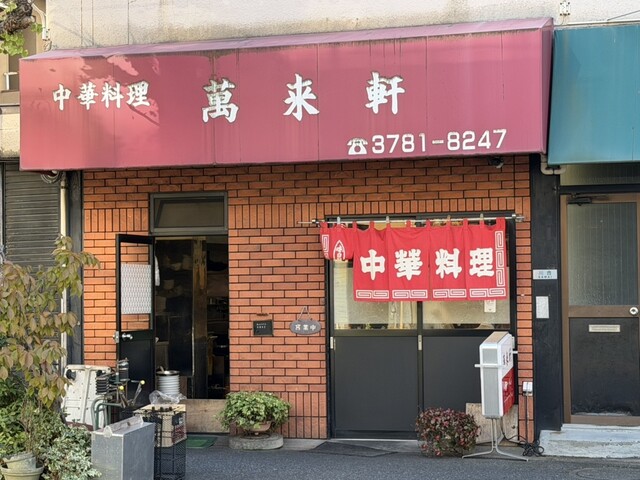 中華料理 萬来軒
☎3781-8247
中華料理
営業中